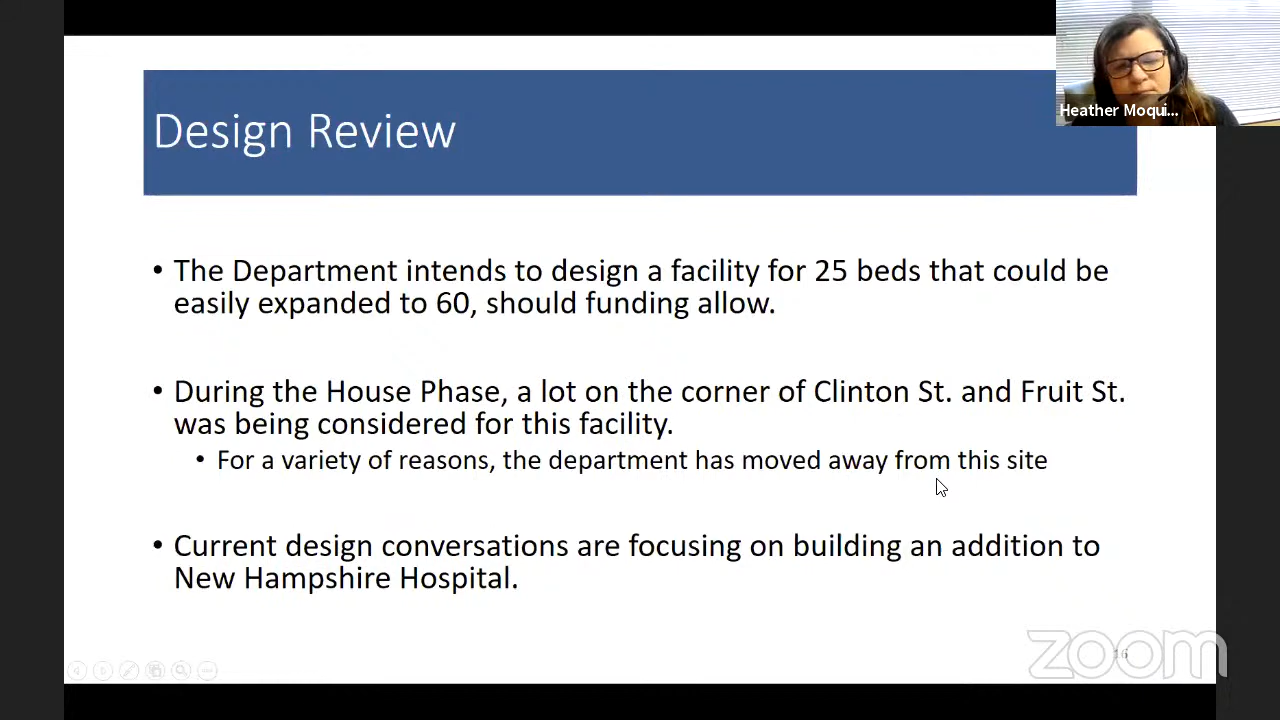 Heather Moqui...
Design Review
• The Department intends to design a facility for 25 beds that could be
easily expanded to 60, should funding allow.
• During the House Phase, a lot on the corner of Clinton St. and Fruit St.
was being considered for this facility.
• For a variety of reasons, the department has moved away from this site
• Current design conversations are focusing on building an addition to
New Hampshire Hospital.
zoom
16